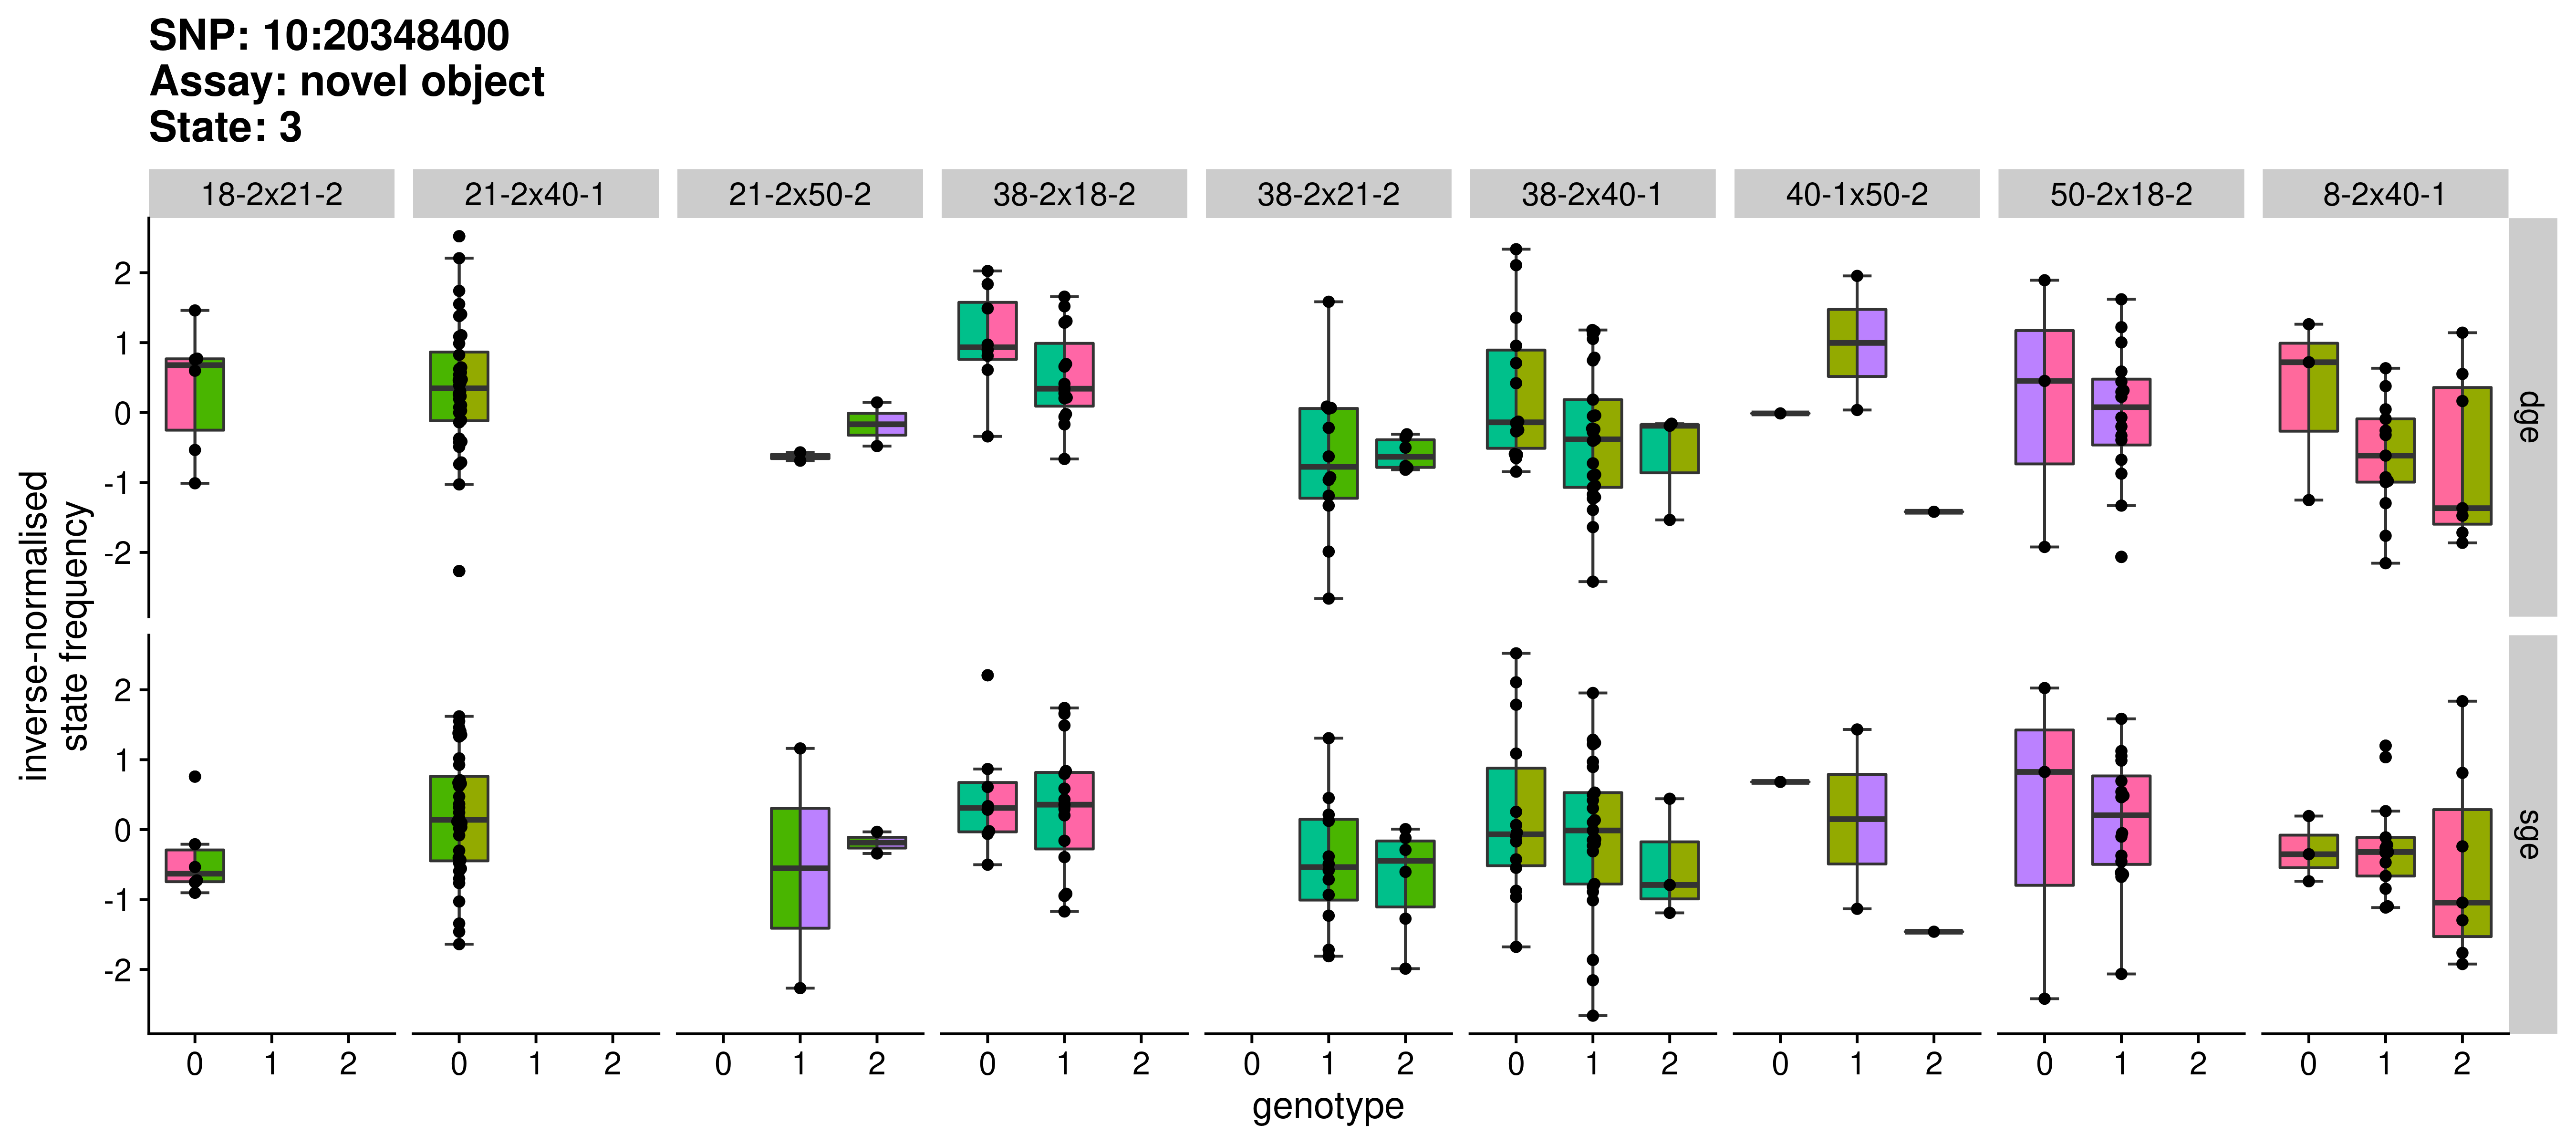 SNP: 10:20348400
Assay: novel object
State: 3
18-2x21-2 21-2x40-1 21-2x50-2 38-2x18-2 38-2x21-2 38-2x40-1 40-1x50-2 50-2x18-2 8-2x40-1
2
1
0
-1
-2
dge
inverse-normalised
state frequency
2
1
0
-1
-2
sge
0 1 2 0 1 2 0 1 2 0 1 2 0 1 2 0 1 2 0 1 2 0 1 2 0 1 2
genotype